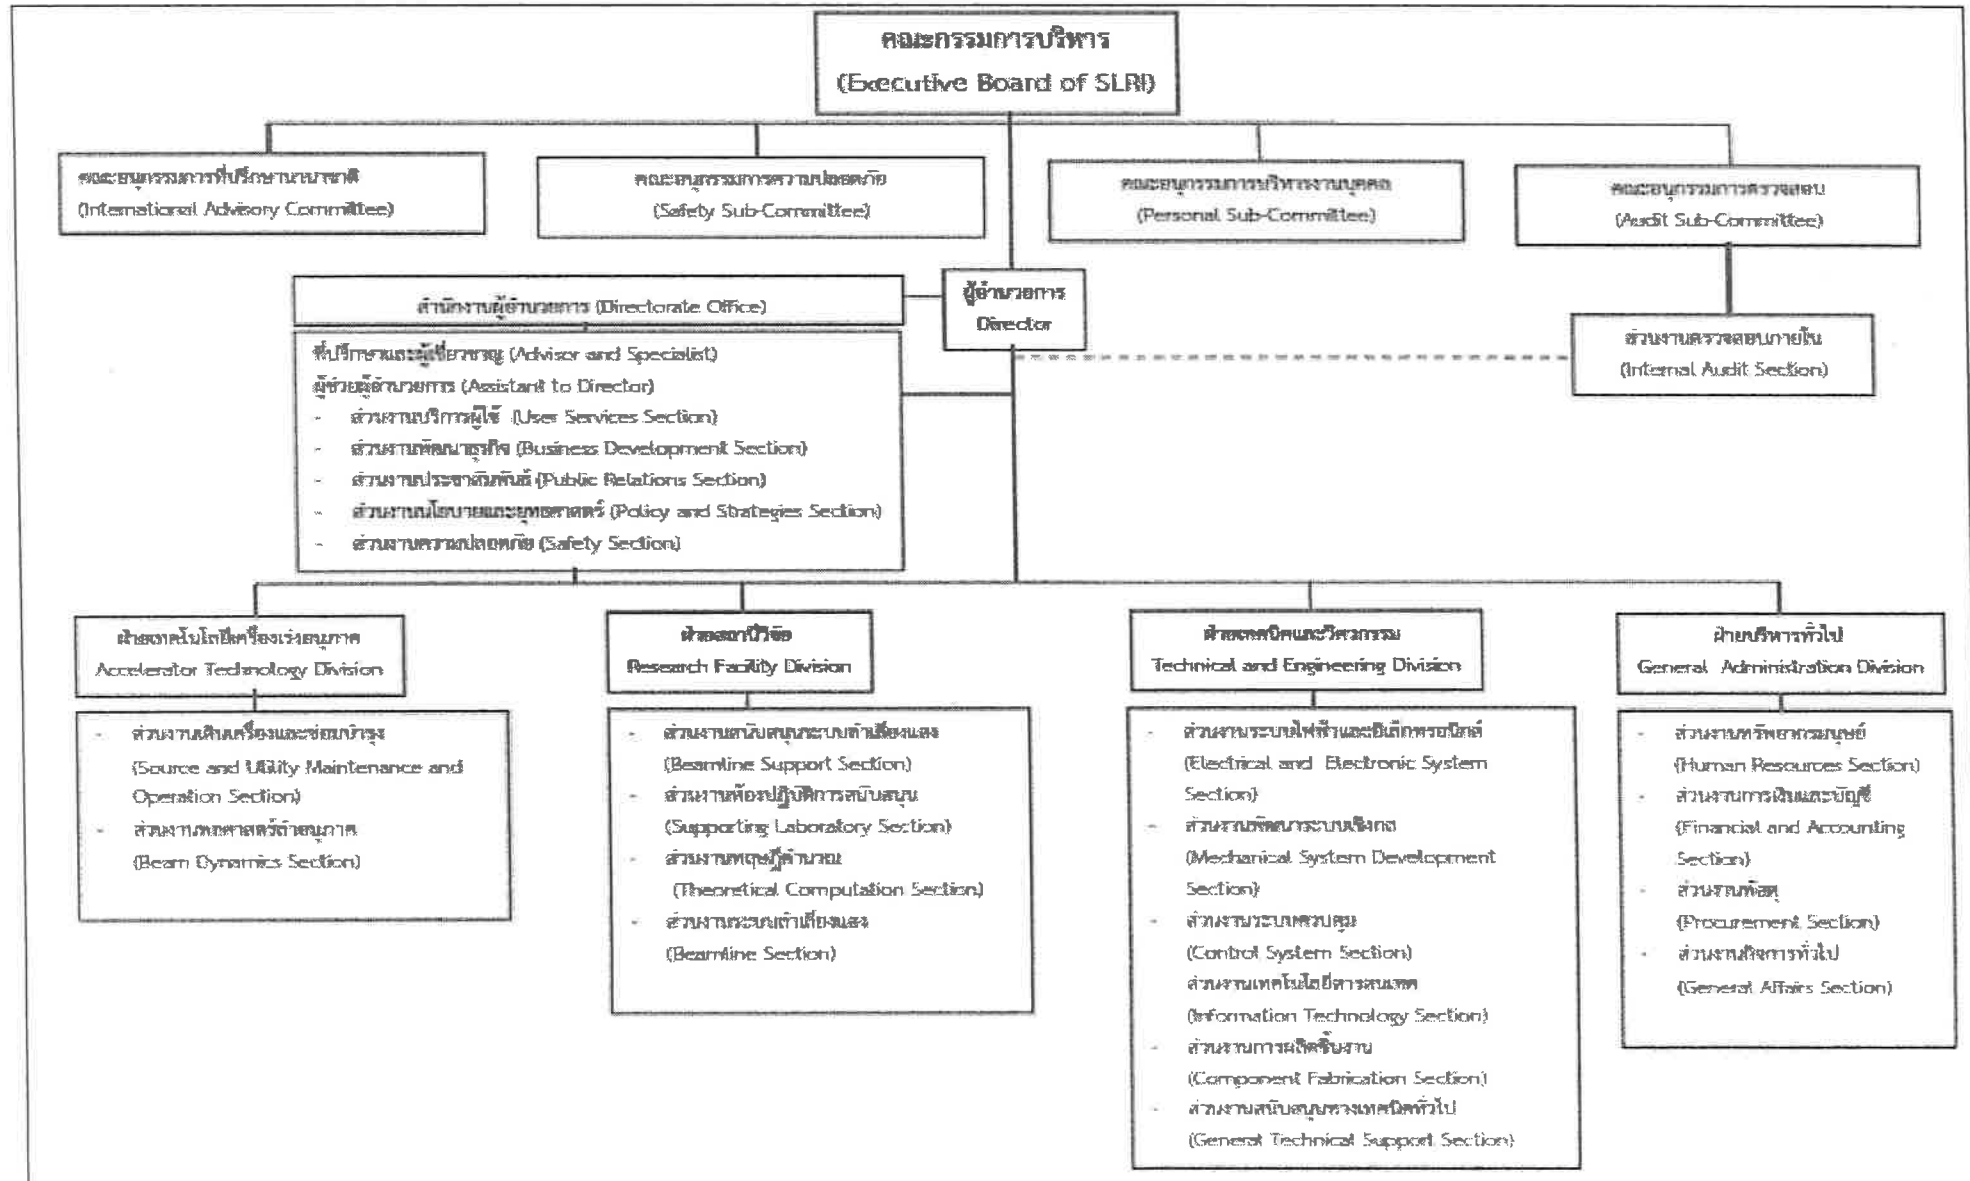 คณะกรรมการบริหาร
(Executive Board of SLRI)
คณะอนุกรรมการที่ปรึกษานานาชาติ
(International Advisory Committee)
คณะอนุกรรมการความปลอดภัย
(Safety Sub-Committee)
คณะอนุกรรมการบริหารงานบุคคล
(Personal Sub-Committee)
คณะอนุกรรมการตรวจสอบ
(Audit Sub-Committee)
ผู้อำนวยการ
Director
สำนักงานผู้อำนวยการ (Directorate Office)
ส่วนงานตรวจสอบภายใน
(Internal Audit Section)
ที่ปรึกษาและผู้เชี่ยวชาญ (Advisor and Specialist)
ผู้ช่วยผู้อำนวยการ (Assistant to Director)
- ส่วนงานบริการผู้ใช้ (User Services Section)
- ส่วนงานพัฒนาธุรกิจ (Business Development Section)
- ส่วนงานประชาสัมพันธ์ (Public Relations Section)
- ส่วนงานนโยบายและยุทธศาสตร์ (Policy and Strategies Section)
- ส่วนงานความปลอดภัย (Safety Section)
ฝ่ายเทคโนโลยีเครื่องเร่งอนุภาค
Accelerator Technology Division
- ส่วนงานเดินเครื่องและซ่อมบำรุง
(Source and Utility Maintenance and
Operation Section)
- ส่วนงานพลศาสตร์ลำอนุภาค
(Beam Dynamics Section)
ฝ่ายสถานีวิจัย
Research Facility Division
- ส่วนงานสนับสนุนระบบลำเลียงแสง
(Beamline Support Section)
- ส่วนงานห้องปฏิบัติการสนับสนุน
(Supporting Laboratory Section)
- ส่วนงานทฤษฎีคำนวณ
(Theoretical Computation Section)
- ส่วนงานระบบลำเลียงแสง
(Beamline Section)
ฝ่ายเทคนิคและวิศวกรรม
Technical and Engineering Division
- ส่วนงานระบบไฟฟ้าและอิเล็กทรอนิกส์
(Electrical and Electronic System
Section)
- ส่วนงานพัฒนาระบบเชิงกล
(Mechanical System Development
Section)
- ส่วนงานระบบควบคุม
(Control System Section)
ส่วนงานเทคโนโลยีสารสนเทศ
(Information Technology Section)
- ส่วนงานการผลิตชิ้นงาน
(Component Fabrication Section)
- ส่วนงานสนับสนุนทางเทคนิคทั่วไป
(General Technical Support Section)
ฝ่ายบริหารทั่วไป
General Administration Division
- ส่วนงานทรัพยากรมนุษย์
(Human Resources Section)
- ส่วนงานการเงินและบัญชี
(Financial and Accounting
Section)
- ส่วนงานพัสดุ
(Procurement Section)
- ส่วนงานกิจการทั่วไป
(General Affairs Section)